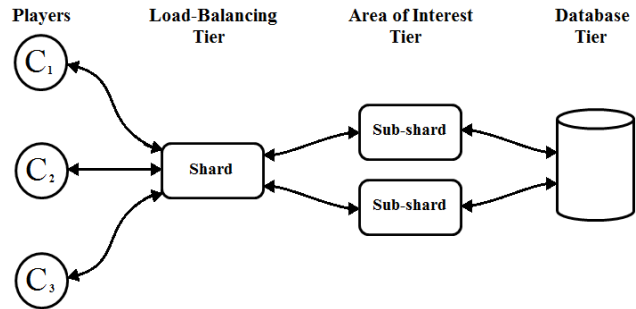 Players
Load-Balancing
Tier
Area of Interest
Tier
Database
Tier
C₁
C₂
C₃
Shard
Sub-shard
Sub-shard